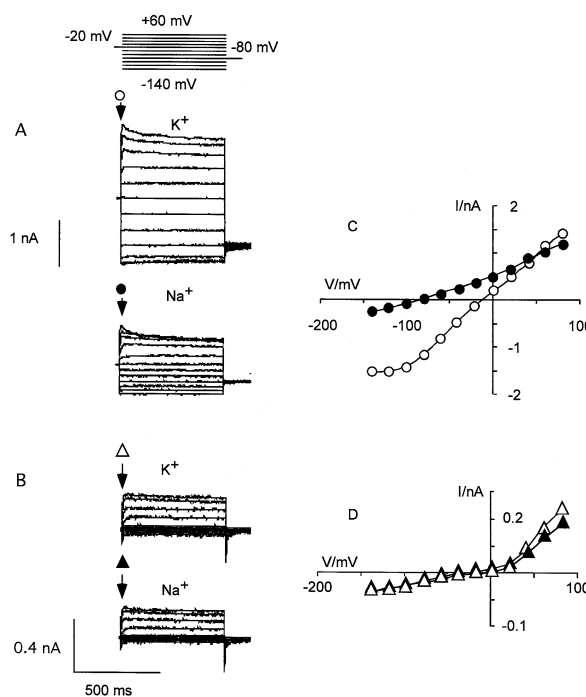 +60 mV
-20 mV
-80 mV
-140 mV
A
K+
1 nA
Na+
B
K+
Na+
0.4 nA
500 ms
C
I/nA
2
1
V/mV
-200
-100
100
-1
-2
D
I/nA
0.2
V/mV
-200
100
-0.1